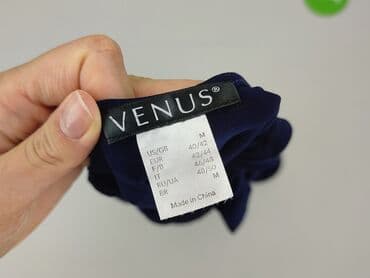 VENUS®
M
US/GB 40/42
EUR 42/44
F/B 46/48
IT 48/50
RU/UA M
BR
Made in China